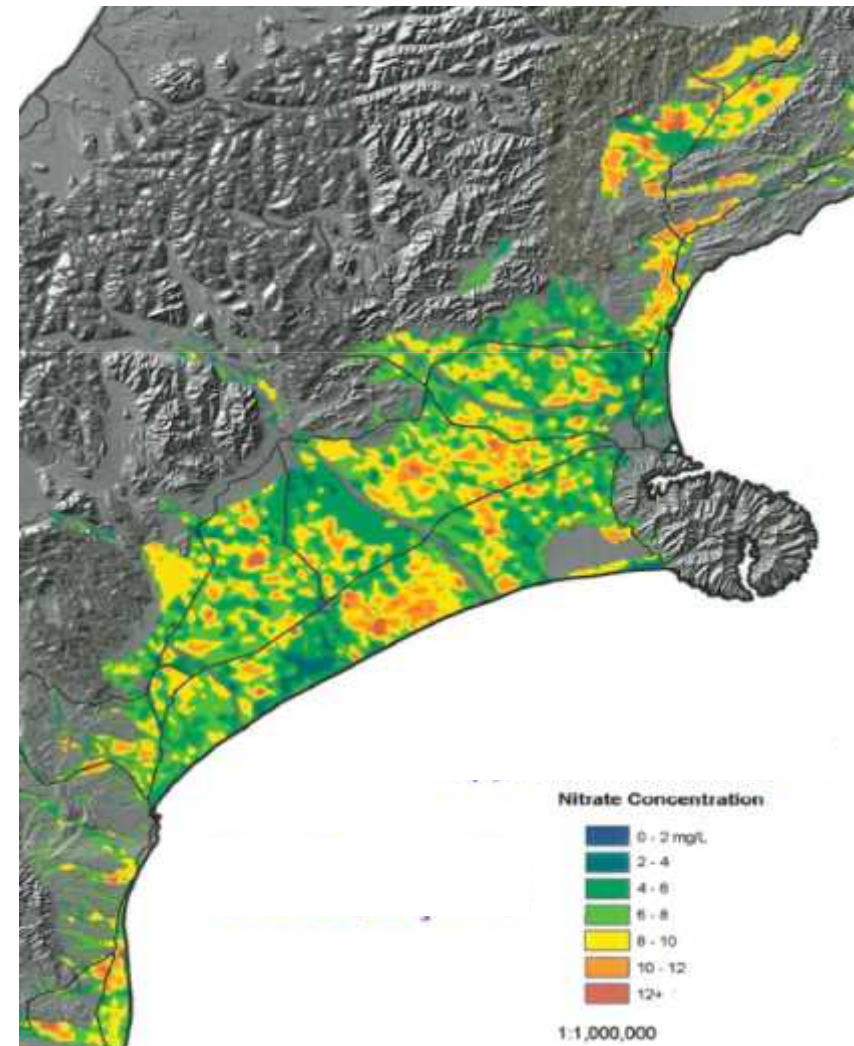 Nitrate Concentration
0 - 2 mg/L
2 - 4
4 - 6
6 - 8
8 - 10
10 - 12
12+
1:1,000,000